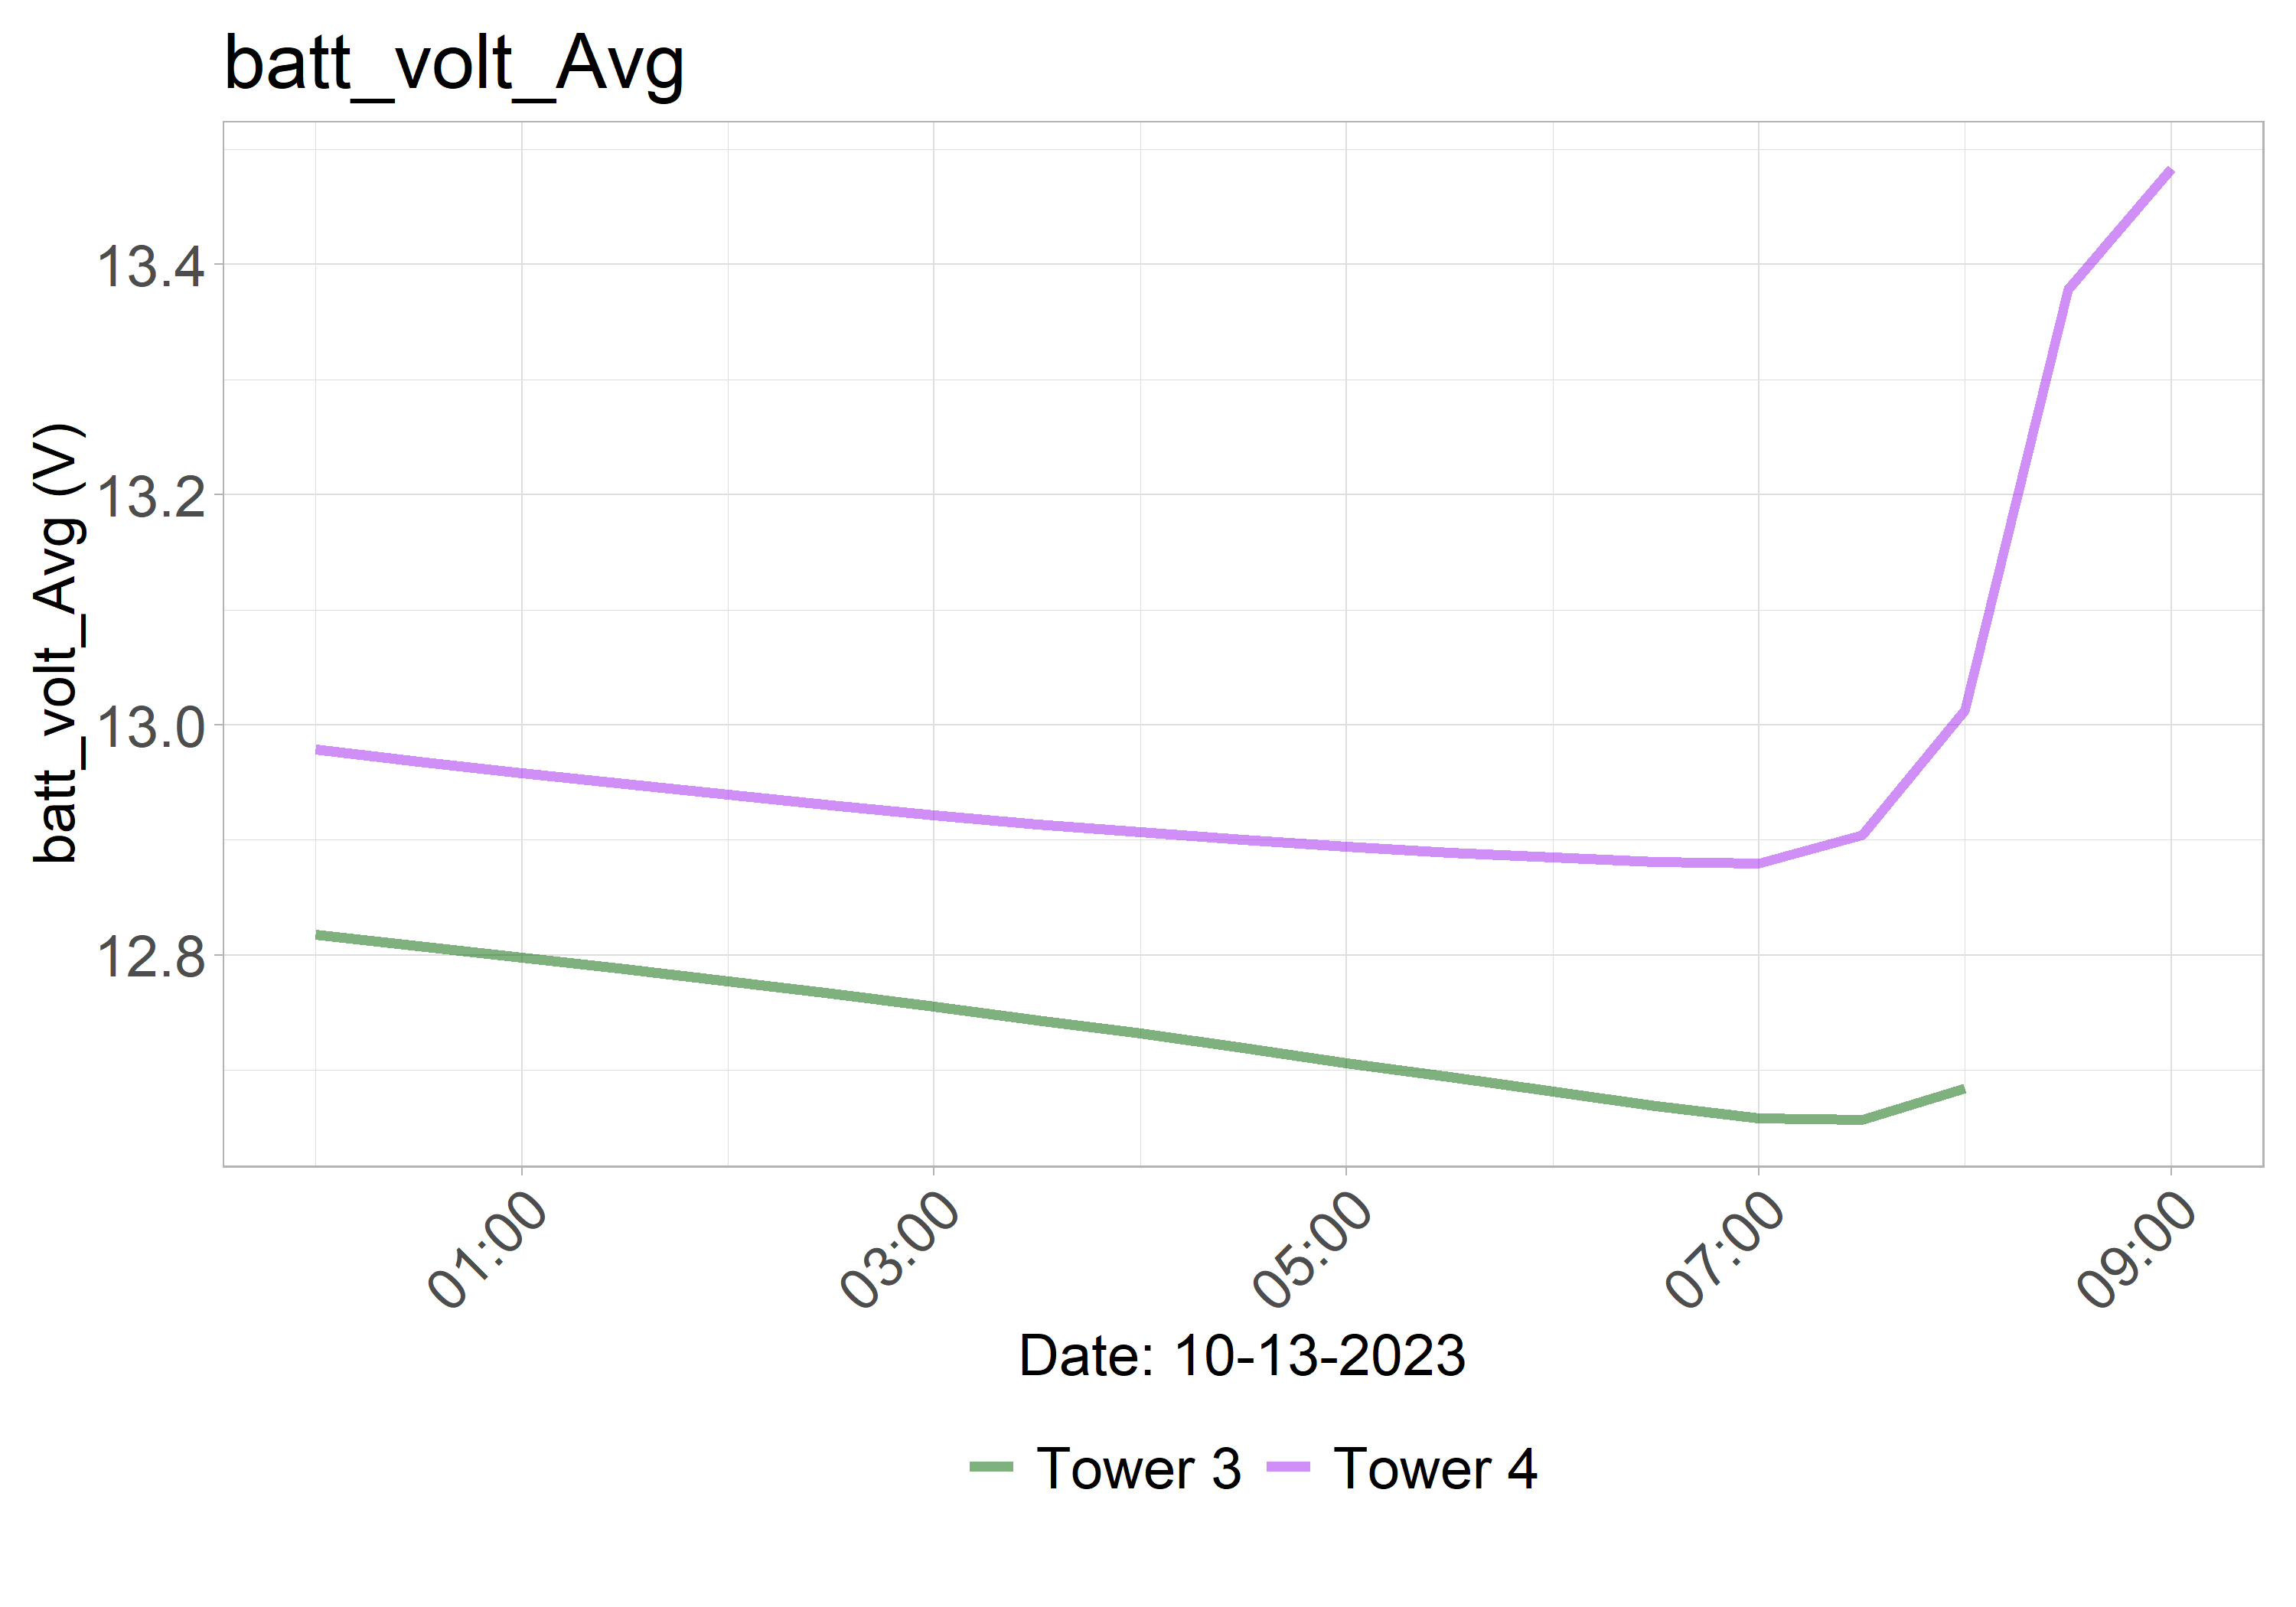 batt_volt_Avg
batt_volt_Avg (V)
13.4
13.2
13.0
12.8
01:00
03:00
05:00
07:00
09:00
Date: 10-13-2023
Tower 3
Tower 4